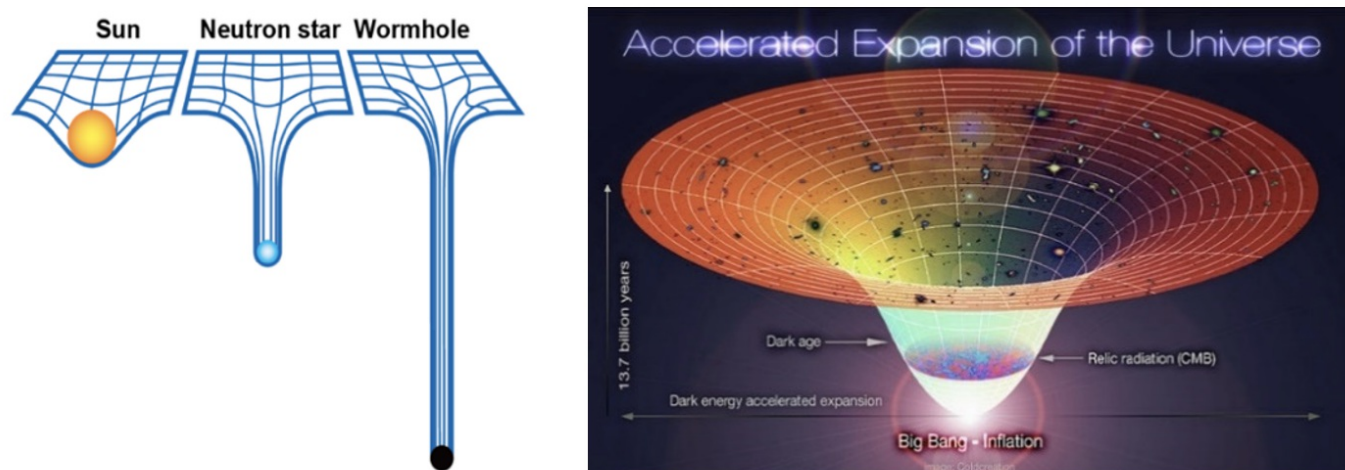 Sun
Neutron star
Wormhole
Accelerated Expansion of the Universe
13.7 billion years
Dark age
Relic radiation (CMB)
Dark energy accelerated expansion
Big Bang - Inflation